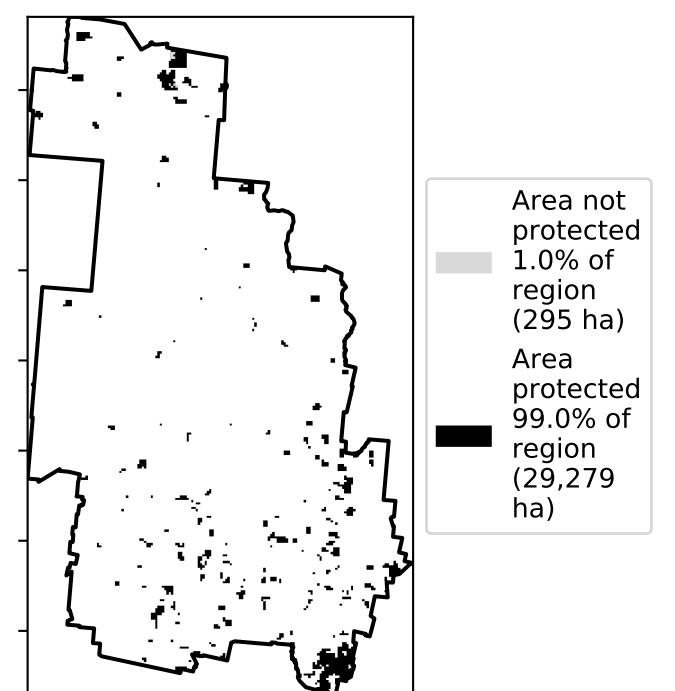 Area not
protected
1.0% of
region
(295 ha)
Area
protected
99.0% of
region
(29,279
ha)